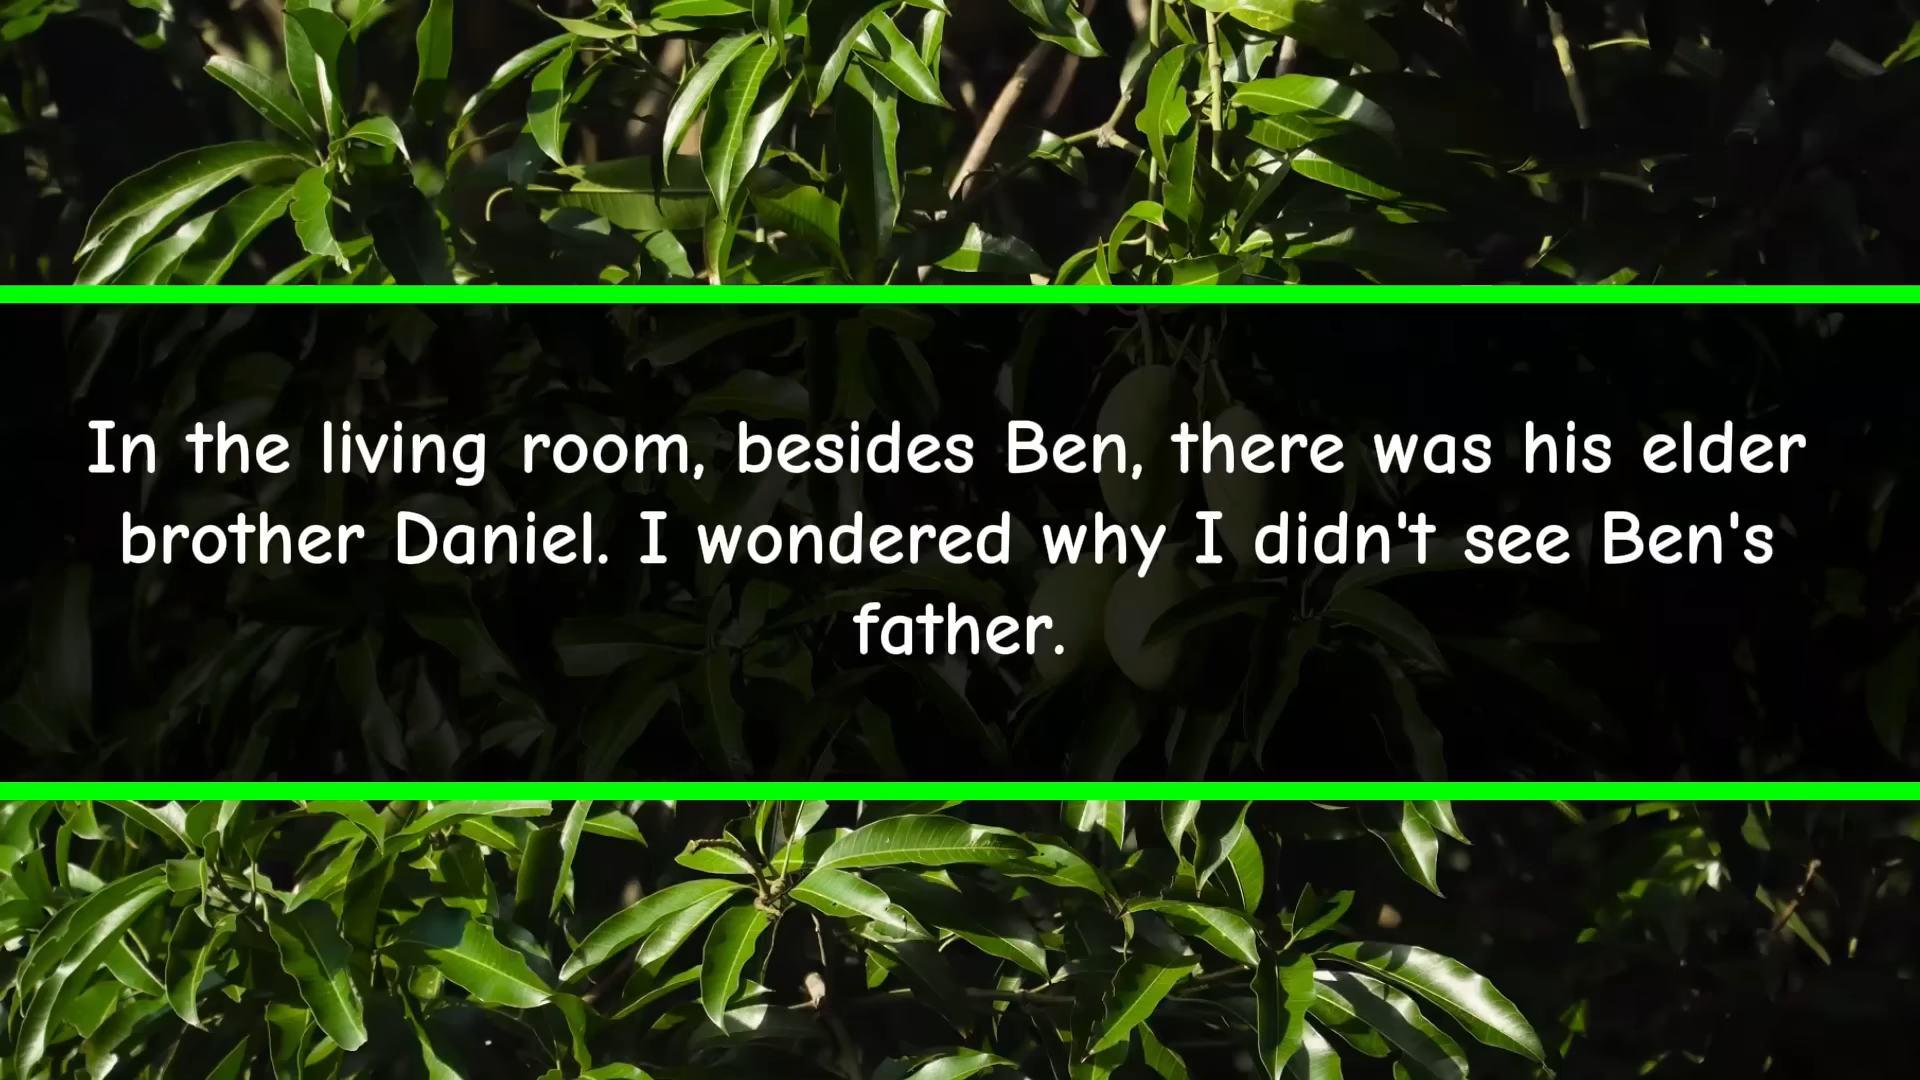 In the living room, besides Ben, there was his elder
brother Daniel. I wondered why I didn't see Ben's
father.